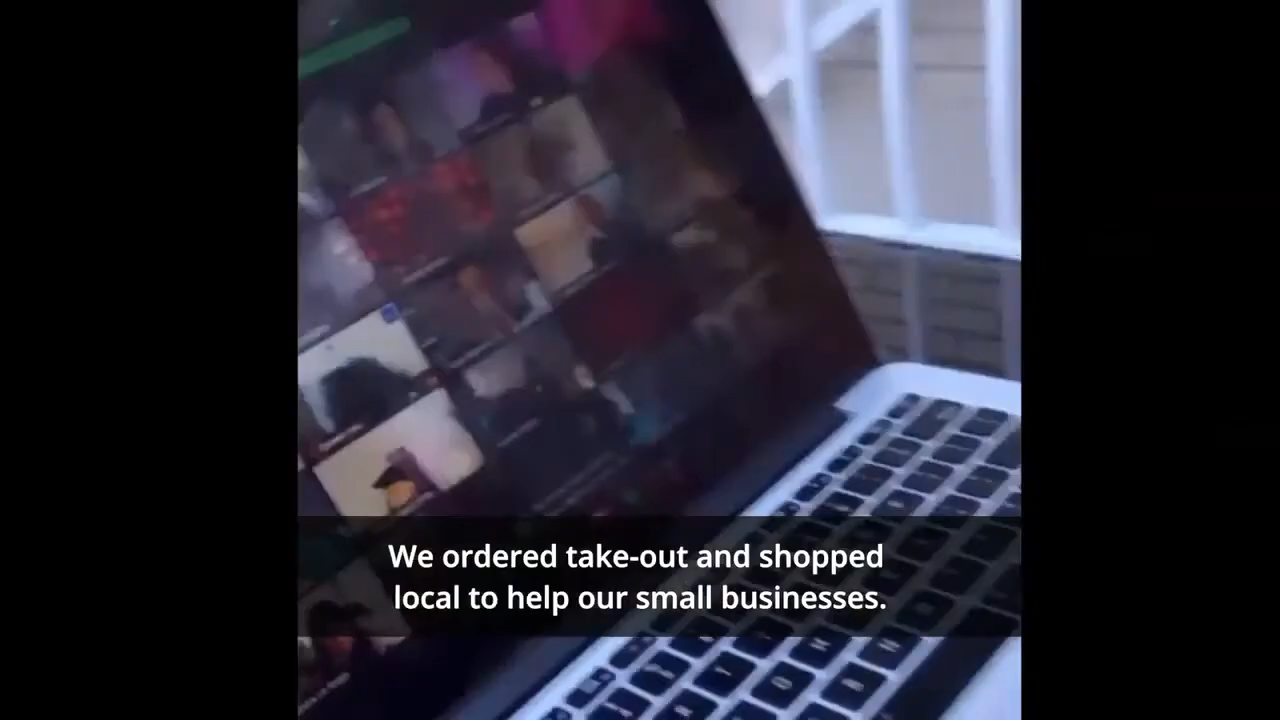 We ordered take-out and shopped
local to help our small businesses.